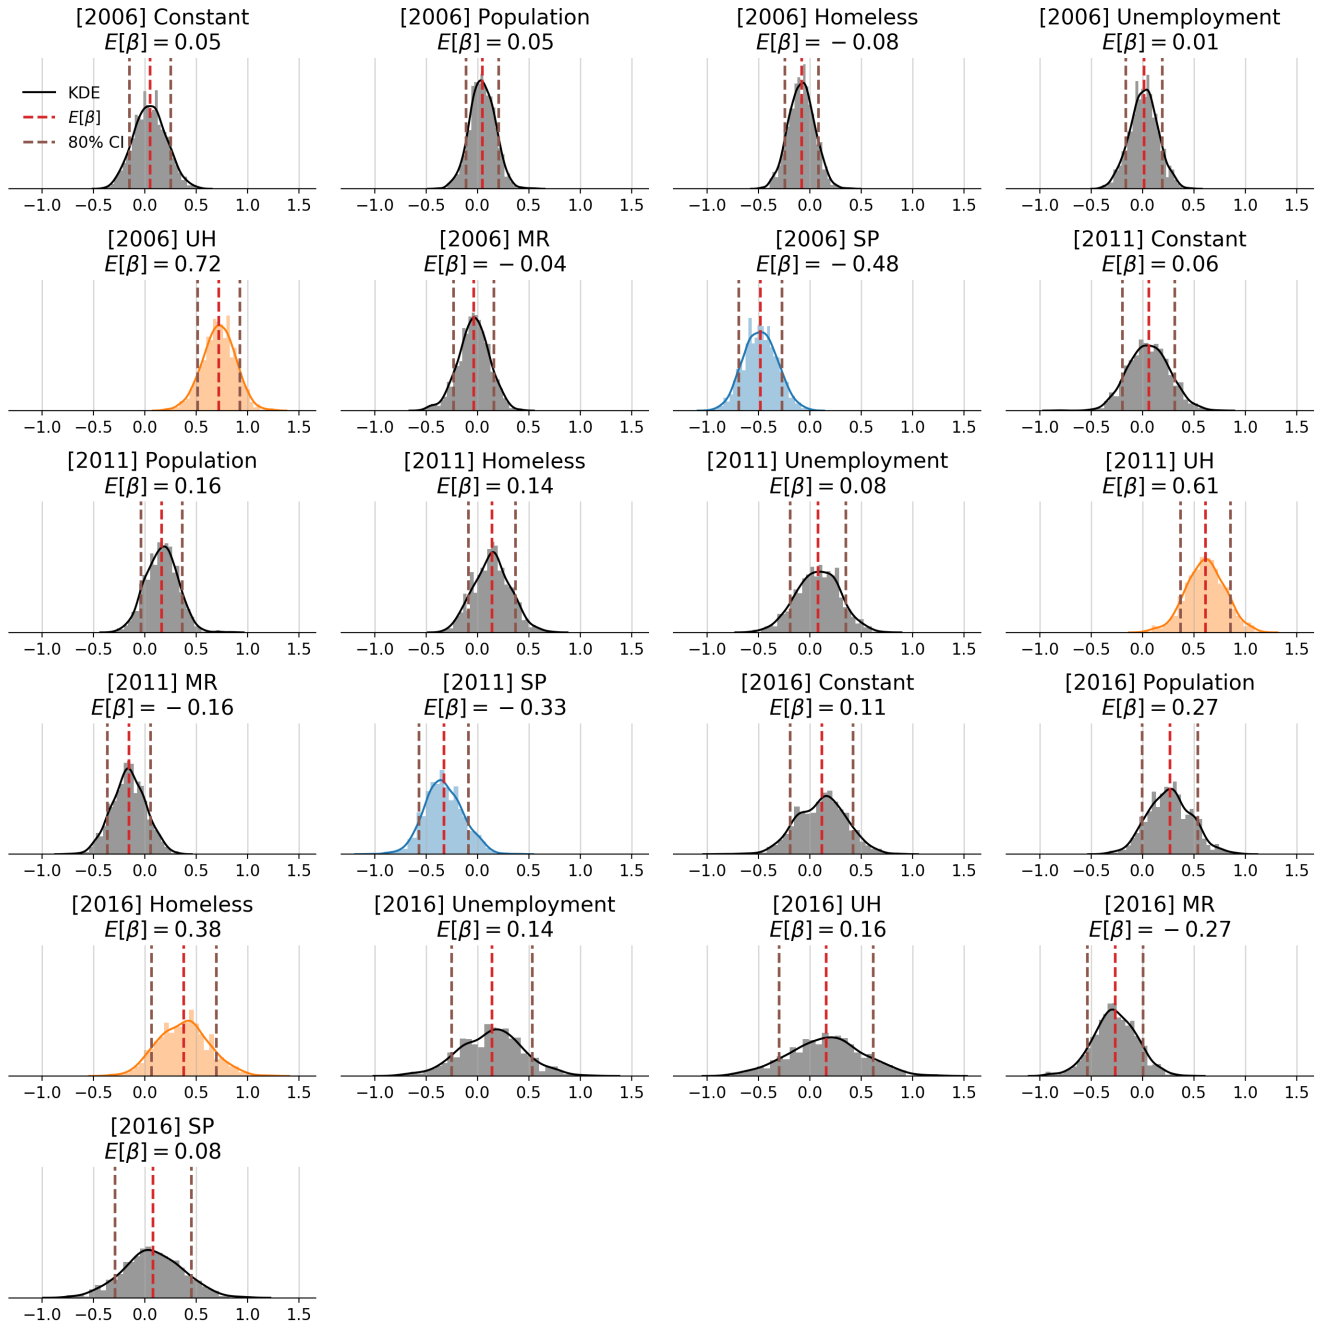 [2006] Constant
E[β] = 0.05
[2006] Population
E[β] = 0.05
[2006] Homeless
E[β] = −0.08
[2006] Unemployment
E[β] = 0.01
KDE
E[β]
80% CI
−1.0 −0.5 0.0 0.5 1.0 1.5
−1.0 −0.5 0.0 0.5 1.0 1.5
−1.0 −0.5 0.0 0.5 1.0 1.5
−1.0 −0.5 0.0 0.5 1.0 1.5
[2006] UH
E[β] = 0.72
[2006] MR
E[β] = −0.04
[2006] SP
E[β] = −0.48
[2011] Constant
E[β] = 0.06
−1.0 −0.5 0.0 0.5 1.0 1.5
−1.0 −0.5 0.0 0.5 1.0 1.5
−1.0 −0.5 0.0 0.5 1.0 1.5
−1.0 −0.5 0.0 0.5 1.0 1.5
[2011] Population
E[β] = 0.16
[2011] Homeless
E[β] = 0.14
[2011] Unemployment
E[β] = 0.08
[2011] UH
E[β] = 0.61
−1.0 −0.5 0.0 0.5 1.0 1.5
−1.0 −0.5 0.0 0.5 1.0 1.5
−1.0 −0.5 0.0 0.5 1.0 1.5
−1.0 −0.5 0.0 0.5 1.0 1.5
[2011] MR
E[β] = −0.16
[2011] SP
E[β] = −0.33
[2016] Constant
E[β] = 0.11
[2016] Population
E[β] = 0.27
−1.0 −0.5 0.0 0.5 1.0 1.5
−1.0 −0.5 0.0 0.5 1.0 1.5
−1.0 −0.5 0.0 0.5 1.0 1.5
−1.0 −0.5 0.0 0.5 1.0 1.5
[2016] Homeless
E[β] = 0.38
[2016] Unemployment
E[β] = 0.14
[2016] UH
E[β] = 0.16
[2016] MR
E[β] = −0.27
−1.0 −0.5 0.0 0.5 1.0 1.5
−1.0 −0.5 0.0 0.5 1.0 1.5
−1.0 −0.5 0.0 0.5 1.0 1.5
−1.0 −0.5 0.0 0.5 1.0 1.5
[2016] SP
E[β] = 0.08
−1.0 −0.5 0.0 0.5 1.0 1.5